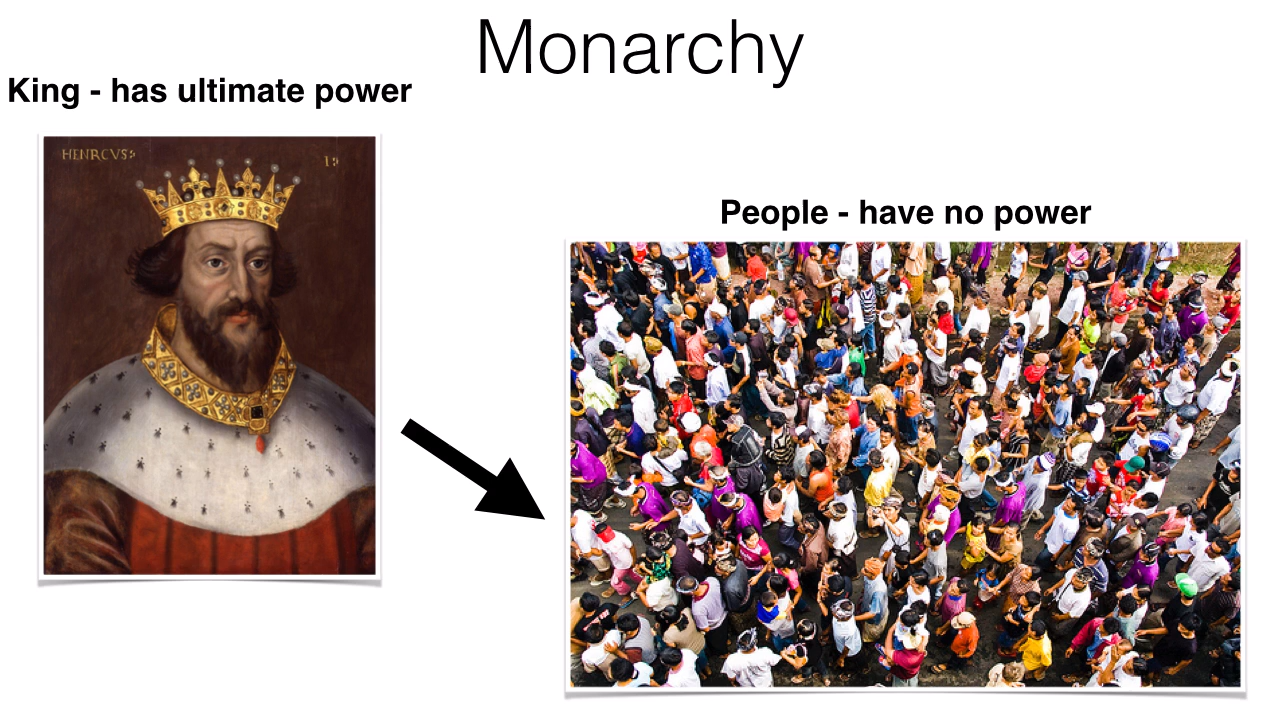 Monarchy
King - has ultimate power
HENRCVS
People - have no power